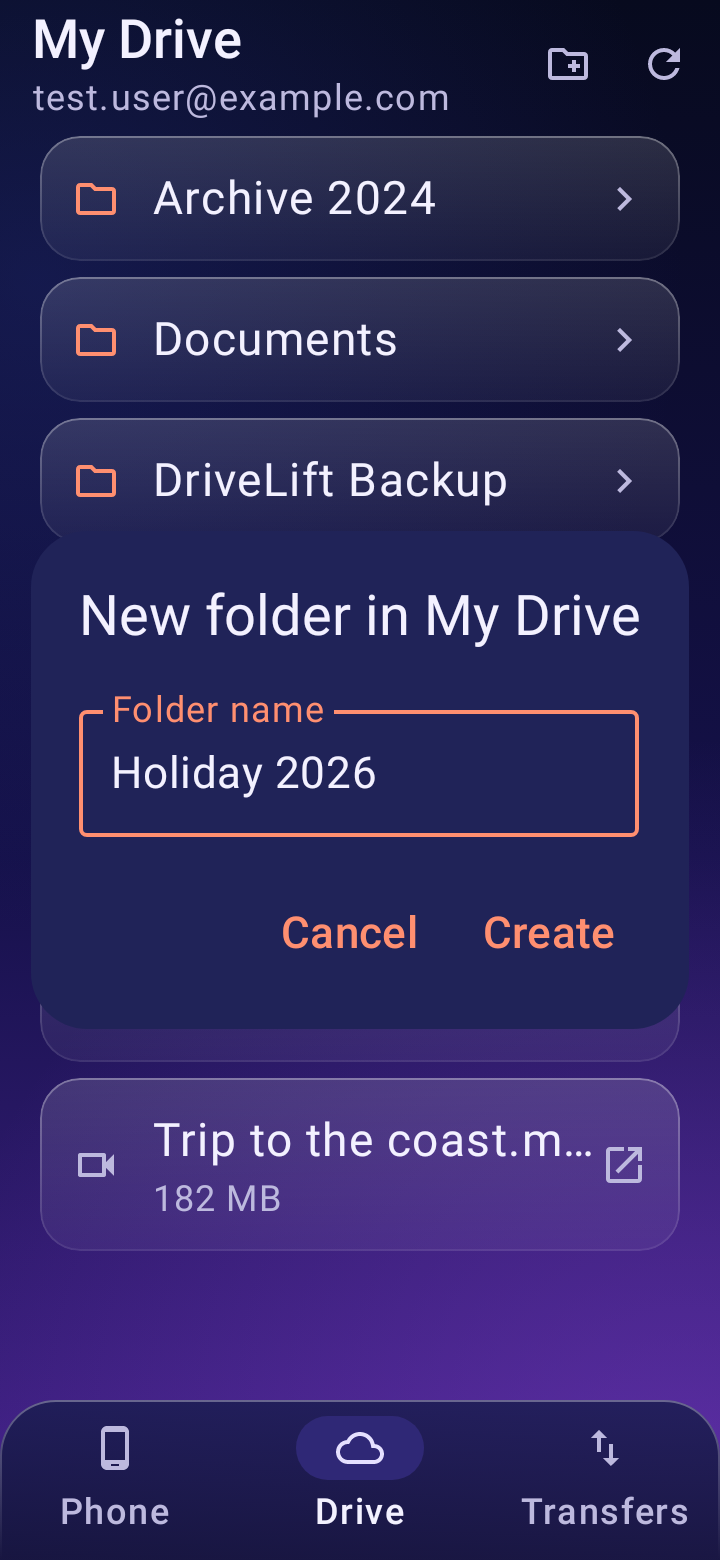 My Drive
test.user@example.com
Archive 2024
Documents
DriveLift Backup
New folder in My Drive
Folder name
Holiday 2026
Cancel Create
Trip to the coast.m…
182 MB
Phone Drive Transfers